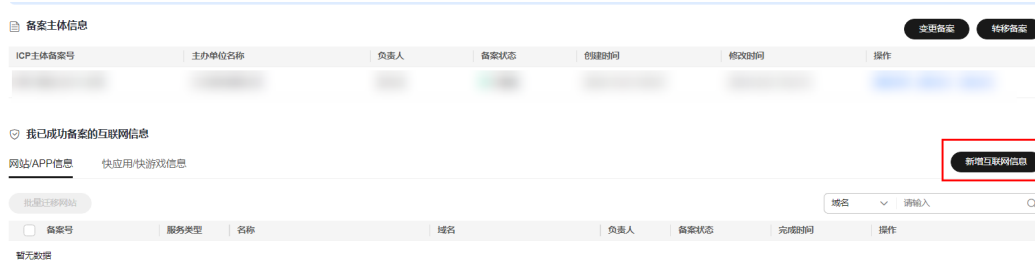 备案主体信息
变更备案 转移备案
ICP主体备案号 主办单位名称 负责人 备案状态 创建时间 修改时间 操作
我已成功备案的互联网信息
网站/APP信息 快应用/快游戏信息 新增互联网信息
批量迁移网站 域名 请输入
备案号 服务类型 名称 域名 负责人 备案状态 完成时间 操作
暂无数据